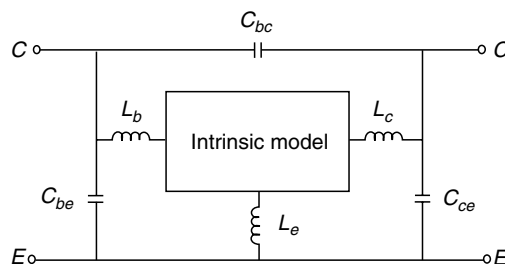 C_bc
C C
L_b L_c
Intrinsic model
C_be C_ce
L_e
E E